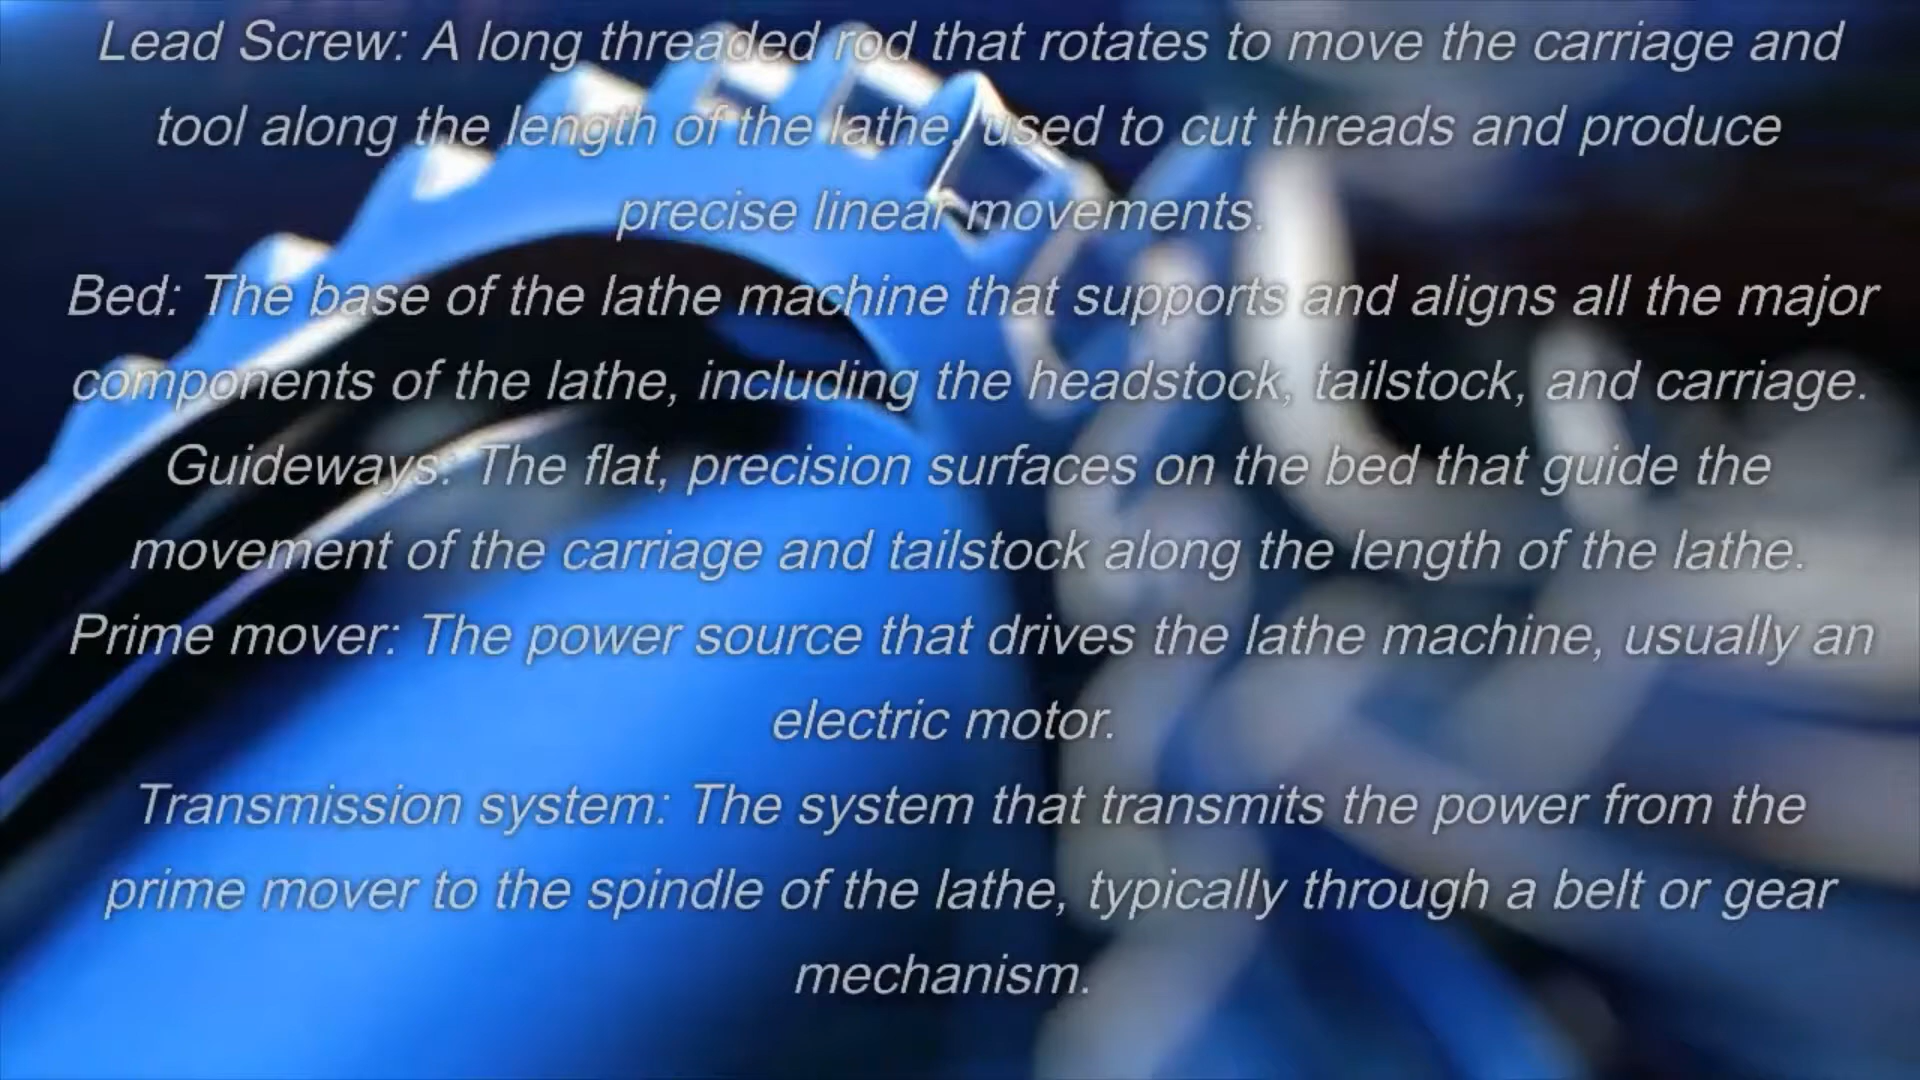 Lead Screw: A long threaded rod that rotates to move the carriage and
tool along the length of the lathe, used to cut threads and produce
precise linear movements.
Bed: The base of the lathe machine that supports and aligns all the major
components of the lathe, including the headstock, tailstock, and carriage.
Guideways: The flat, precision surfaces on the bed that guide the
movement of the carriage and tailstock along the length of the lathe.
Prime mover: The power source that drives the lathe machine, usually an
electric motor.
Transmission system: The system that transmits the power from the
prime mover to the spindle of the lathe, typically through a belt or gear
mechanism.